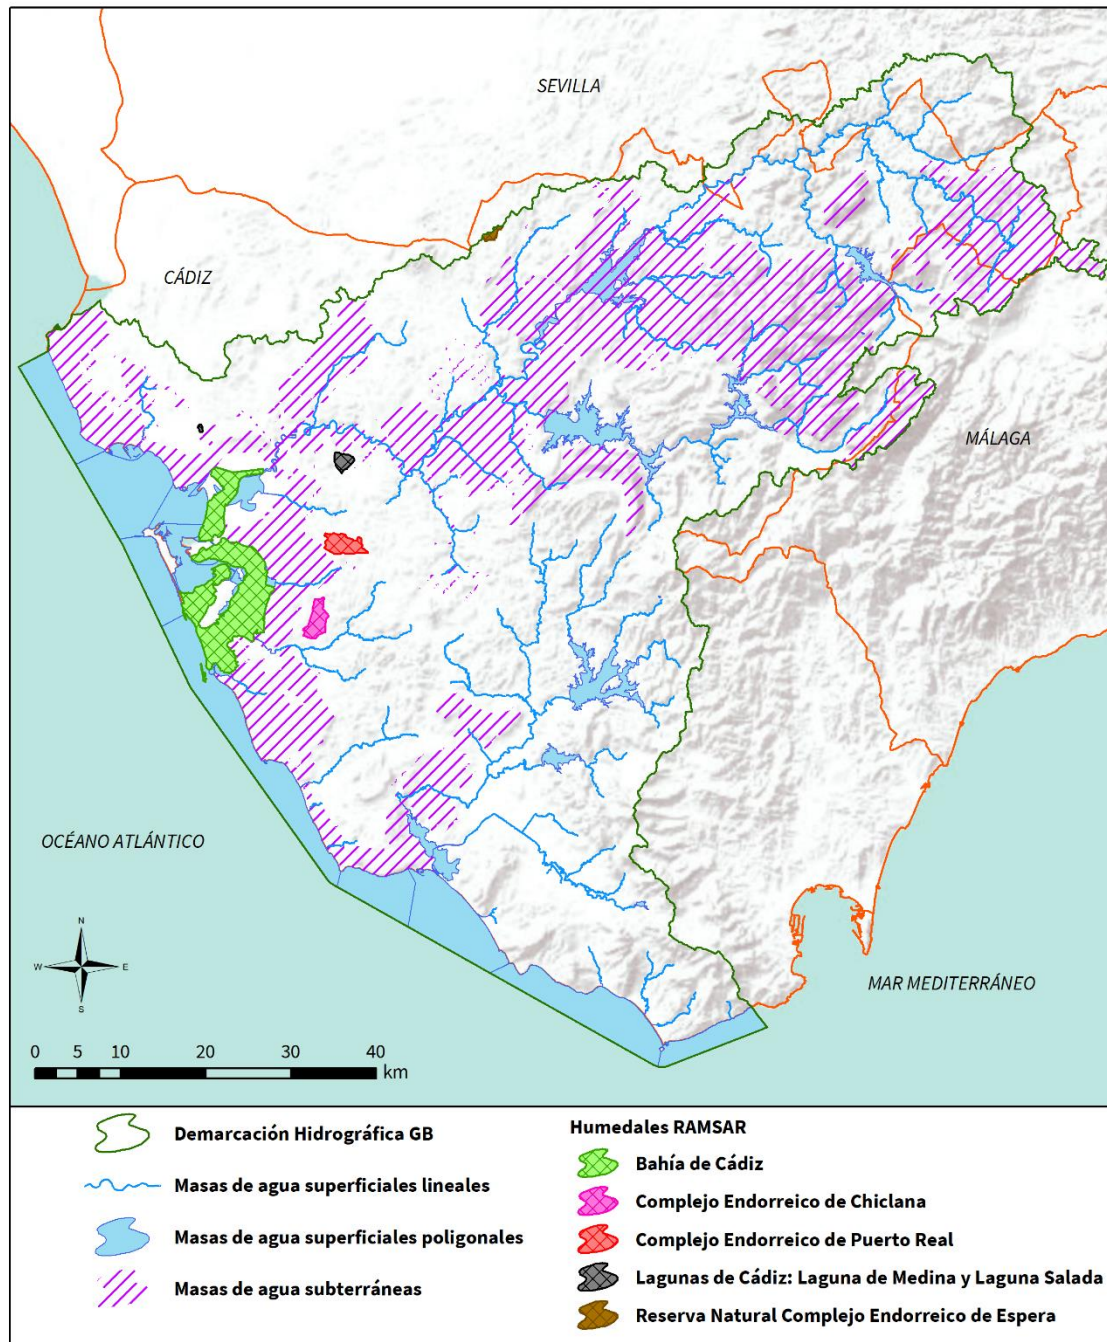 SEVILLA
CÁDIZ
MÁLAGA
OCÉANO ATLÁNTICO
N
W E
S
MAR MEDITERRÁNEO
0 5 10 20 30 40
km
Demarcación Hidrográfica GB
Masas de agua superficiales lineales
Masas de agua superficiales poligonales
Masas de agua subterráneas
Humedales RAMSAR
Bahía de Cádiz
Complejo Endorreico de Chiclana
Complejo Endorreico de Puerto Real
Lagunas de Cádiz: Laguna de Medina y Laguna Salada
Reserva Natural Complejo Endorreico de Espera